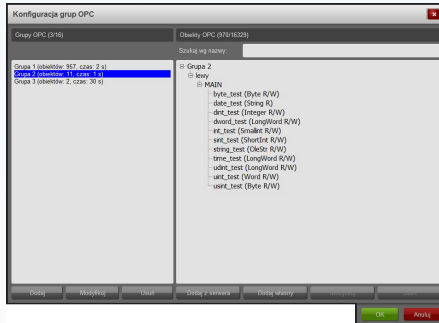 Konfiguracja grup OPC
Grupy OPC (3/16)
Obiekty OPC (970/16329)
Szukaj wg nazwy:
Grupa 1 (obiektów: 957, czas: 2 s)
Grupa 2 (obiektów: 11, czas: 1 s)
Grupa 3 (obiektów: 2, czas: 30 s)
Grupa 2
lewy
MAIN
byte_test (Byte R/W)
date_test (String R)
dint_test (Integer R/W)
dword_test (LongWord R/W)
int_test (Smallint R/W)
sint_test (ShortInt R/W)
string_test (OleStr R/W)
time_test (LongWord R/W)
udint_test (LongWord R/W)
uint_test (Word R/W)
usint_test (Byte R/W)
Dodaj
Modyfikuj
Usuń
Dodaj z serwera
Dodaj własny
OK
Anuluj